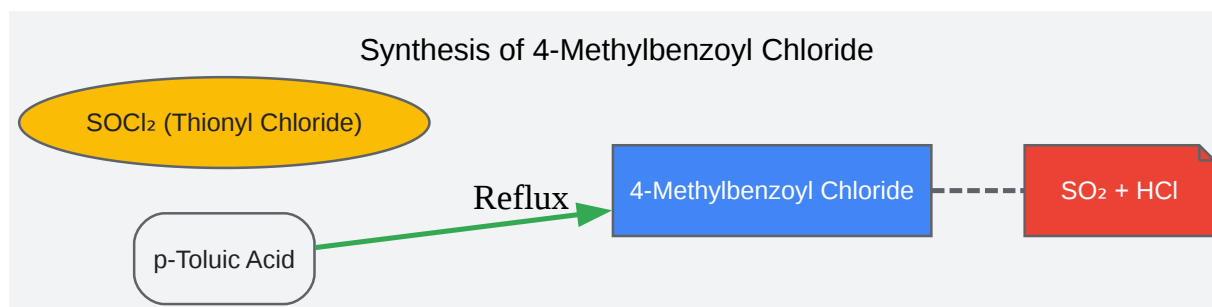 Synthesis of 4-Methylbenzoyl Chloride
SOCl₂ (Thionyl Chloride)
Reflux
4-Methylbenzoyl Chloride
SO₂ + HCl
p-Toluic Acid